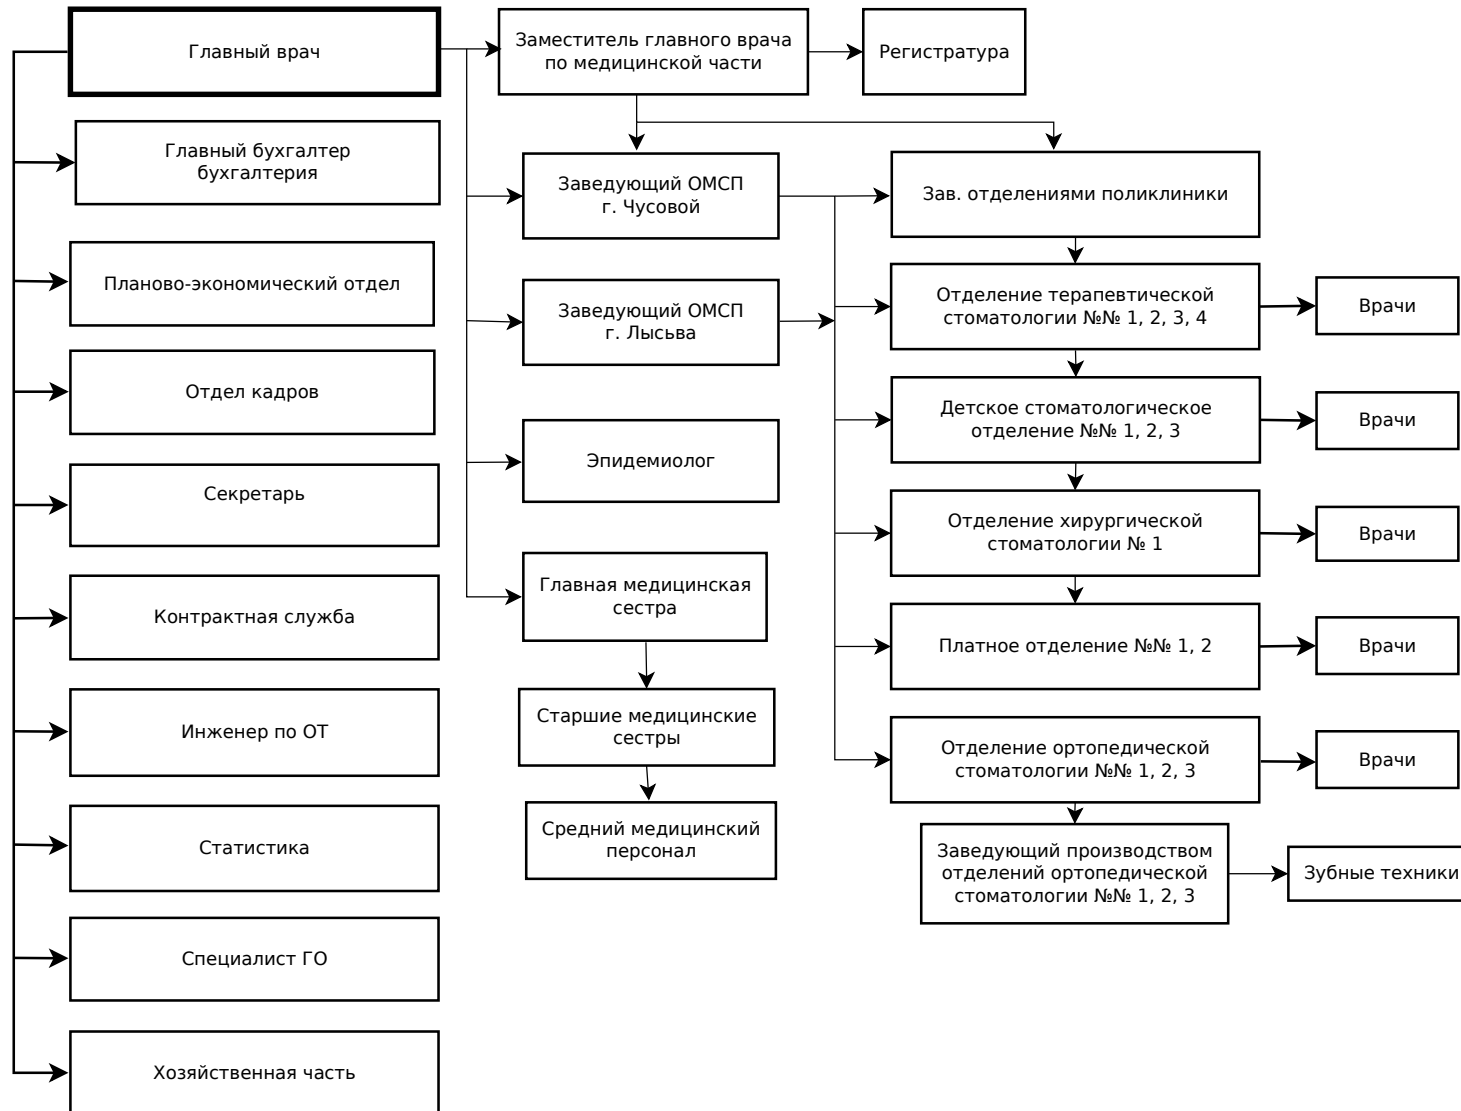 Главный врач
Заместитель главного врача
по медицинской части
Регистратура
Главный бухгалтер
бухгалтерия
Планово-экономический отдел
Отдел кадров
Секретарь
Контрактная служба
Инженер по ОТ
Статистика
Специалист ГО
Хозяйственная часть
Заведующий ОМСП
г. Чусовой
Заведующий ОМСП
г. Лысьва
Эпидемиолог
Главная медицинская
сестра
Старшие медицинские
сестры
Средний медицинский
персонал
Зав. отделениями поликлиники
Отделение терапевтической
стоматологии №№ 1, 2, 3, 4
Врачи
Детское стоматологическое
отделение №№ 1, 2, 3
Врачи
Отделение хирургической
стоматологии № 1
Врачи
Платное отделение №№ 1, 2
Врачи
Отделение ортопедической
стоматологии №№ 1, 2, 3
Врачи
Заведующий производством
отделений ортопедической
стоматологии №№ 1, 2, 3
Зубные техники